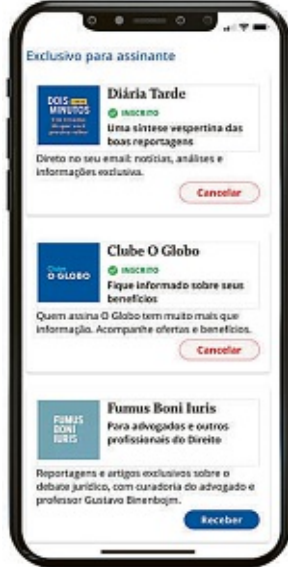 Exclusivo para assinante
DOIS
MINUTOS
Diária Tarde
INSCRITO
Uma síntese vespertina das
boas reportagens
Direto no seu email: notícias, análises e
informações exclusiva.
Cancelar
Clube
O GLOBO
Clube O Globo
INSCRITO
Fique informado sobre seus
benefícios
Quem assina O Globo tem muito mais que
informação. Acompanhe ofertas e benefícios.
Cancelar
FUMUS
BONI
IURIS
Fumus Boni Iuris
Para advogados e outros
profissionais do Direito
Reportagens e artigos exclusivos sobre o
debate jurídico, com curadoria do advogado e
professor Gustavo Binenbojm.
Receber